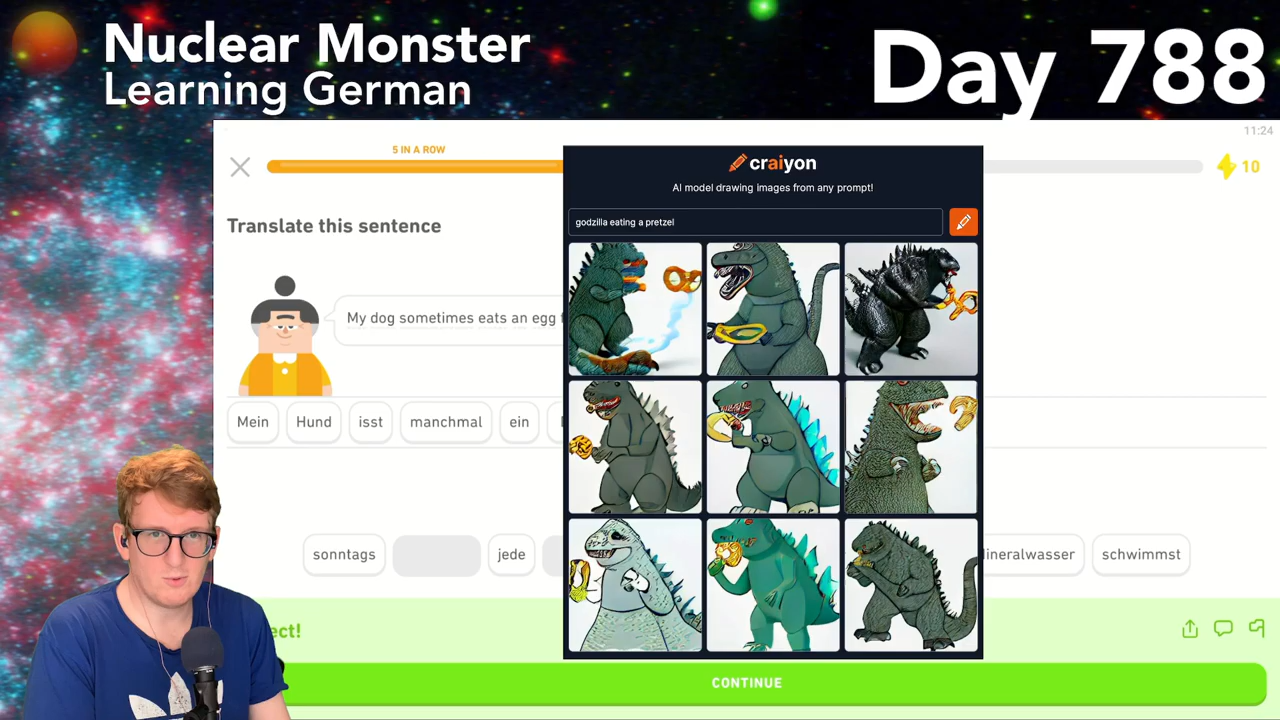 Nuclear Monster
Learning German
Day 788
11:24
5 IN A ROW
10
craiyon
AI model drawing images from any prompt!
godzilla eating a pretzel
Translate this sentence
My dog sometimes eats an egg
Mein Hund isst manchmal ein
sonntags jede schwimmst
CONTINUE